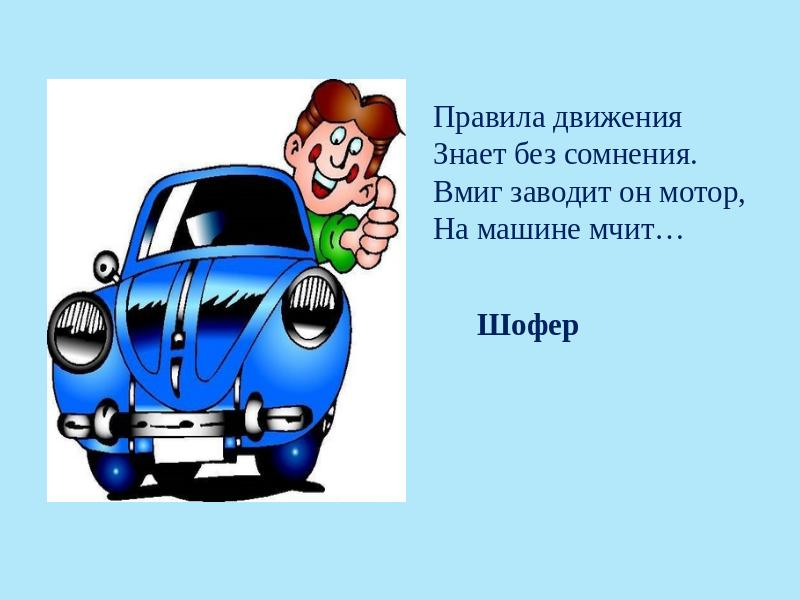 Правила движения
Знает без сомнения.
Вмиг заводит он мотор,
На машине мчит…
Шофер